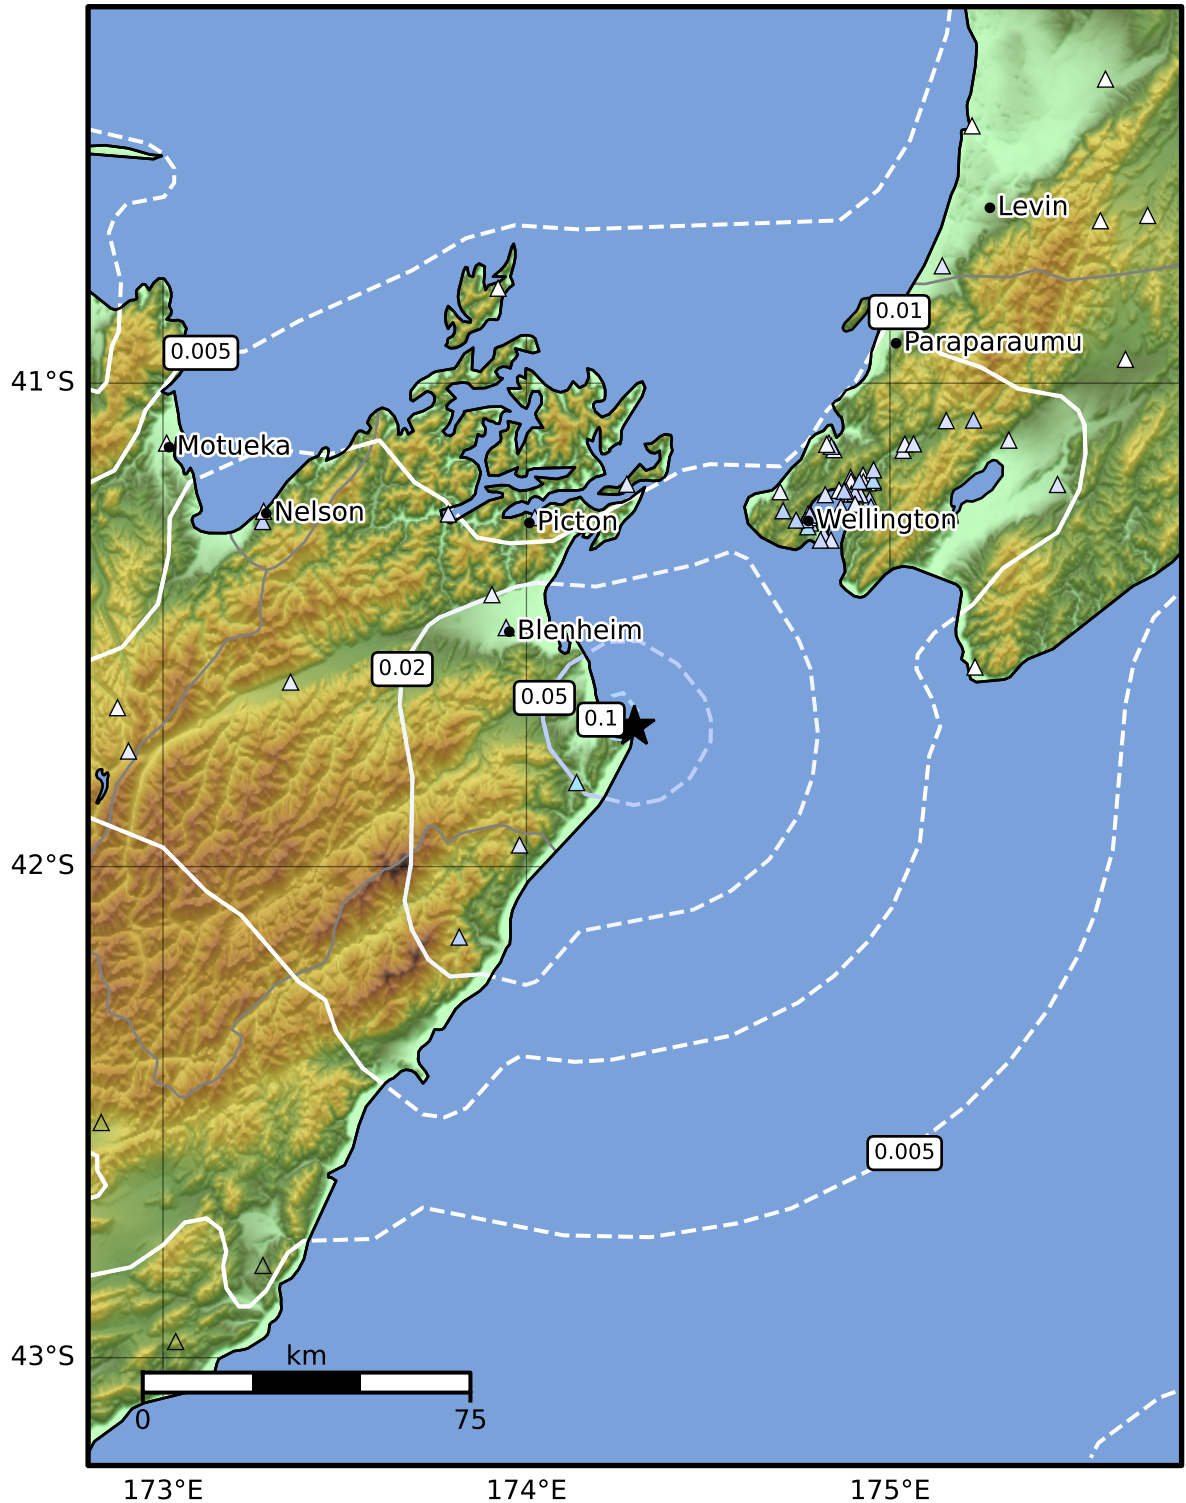 Levin
0.01
Paraparaumu
0.005
41°S
Motueka
Nelson
Picton
Wellington
Blenheim
0.02
0.05
0.1
42°S
0.005
43°S
km
0 75
173°E 174°E 175°E